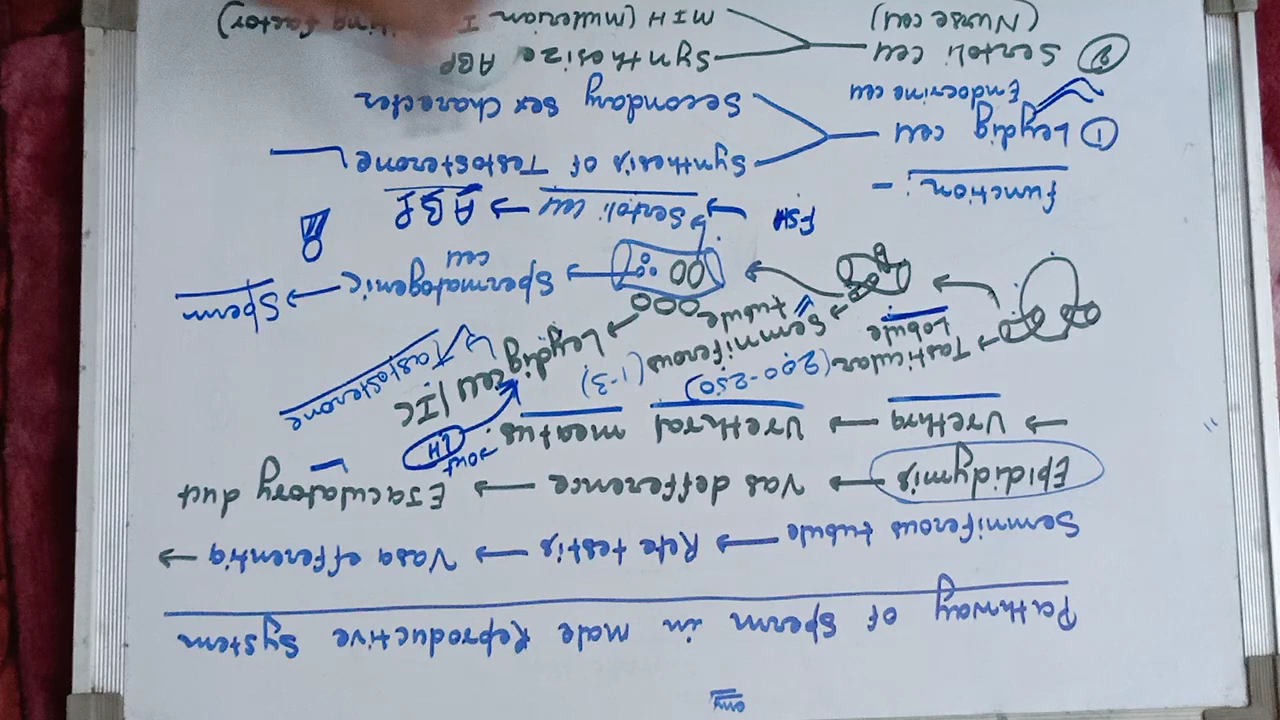 Pathway of Sperm in male Reproductive System
Seminiferous tubule → Rete testis → Vasa efferentia →
Epididymis → Vas defference → Ejaculatory duct
→ Urethra → Urethral meatus → out
LH
Testicular Lobule (200-250)
Seminiferous tubule (1-3)
Leydig cell/IC
↳ Testosterone
→ Spermatogenic cell → Sperm
FSH → Sertoli cell → ABP
Function : -
① Leydig cell
Endocrine cell
Synthesis of Testosterone
Secondary Sex Character
② Sertoli cell
(Nurse cell)
Synthesize ABP
MIH (mullerian I
factor)